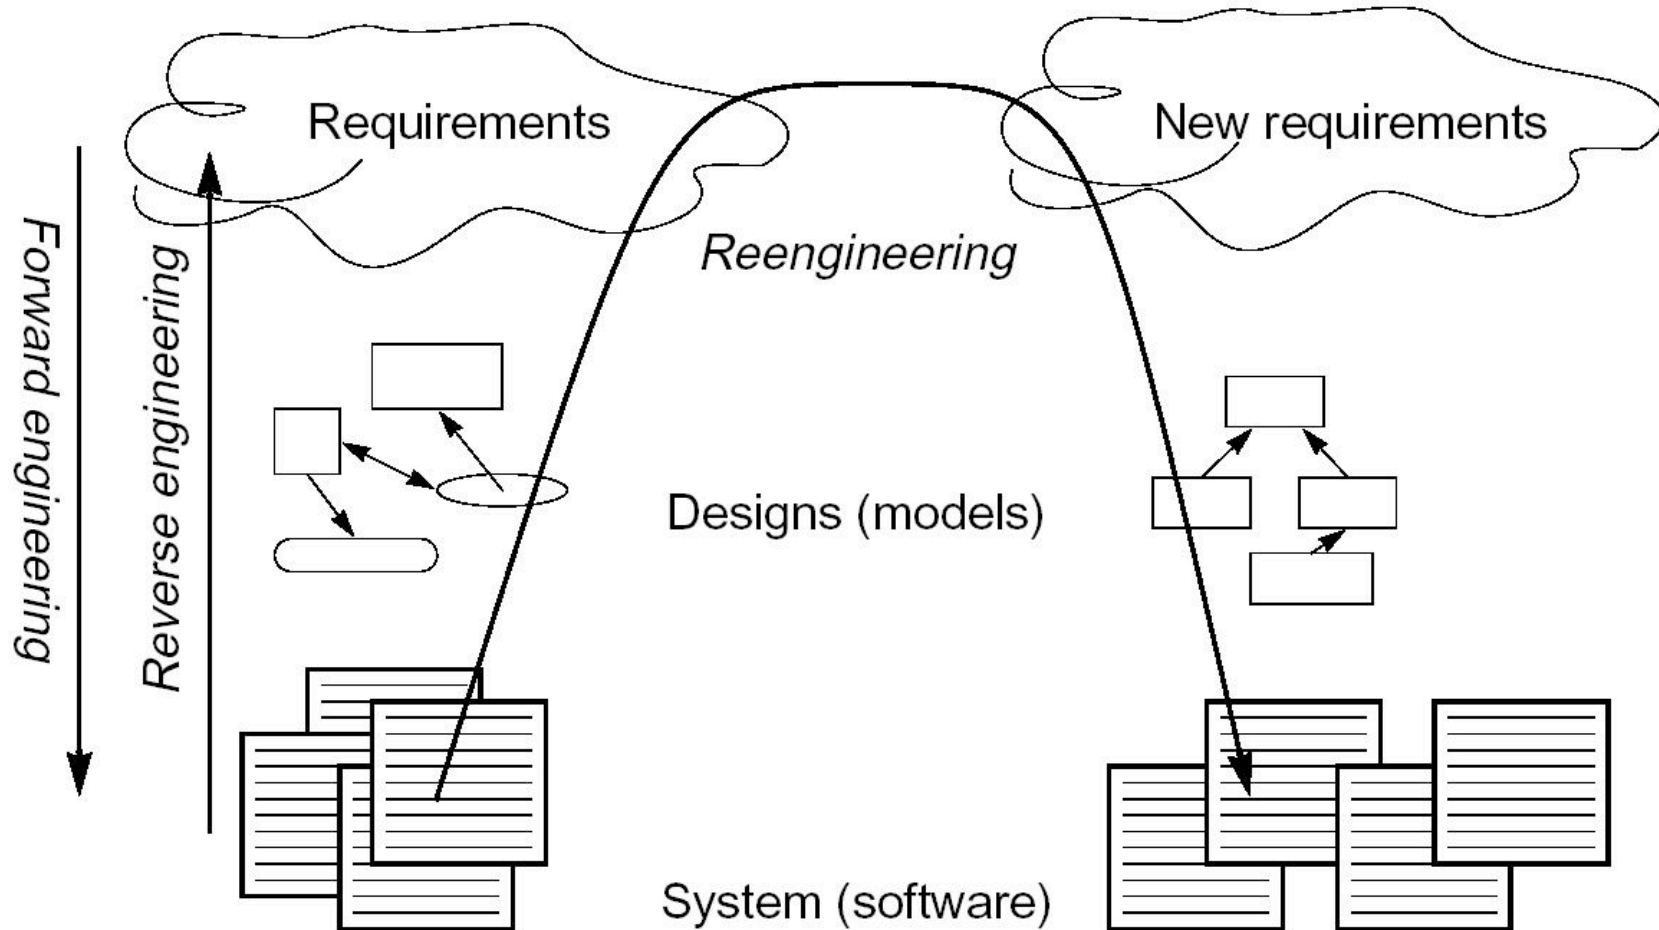 Requirements
New requirements
Reengineering
Forward engineering
Reverse engineering
Designs (models)
System (software)